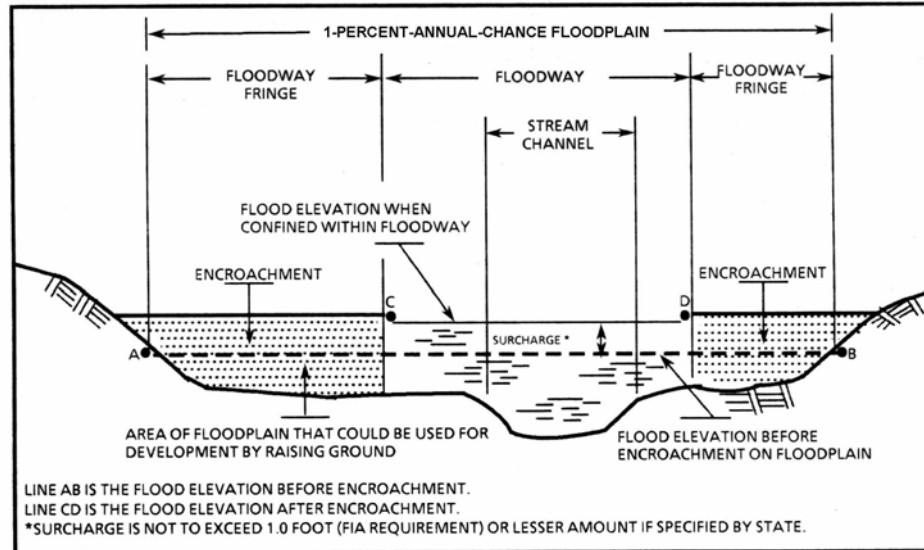 1-PERCENT-ANNUAL-CHANCE FLOODPLAIN
FLOODWAY
FRINGE
FLOODWAY
FLOODWAY
FRINGE
STREAM
CHANNEL
FLOOD ELEVATION WHEN
CONFINED WITHIN FLOODWAY
ENCROACHMENT
ENCROACHMENT
C
D
SURCHARGE *
A
B
AREA OF FLOODPLAIN THAT COULD BE USED FOR
DEVELOPMENT BY RAISING GROUND
FLOOD ELEVATION BEFORE
ENCROACHMENT ON FLOODPLAIN
LINE AB IS THE FLOOD ELEVATION BEFORE ENCROACHMENT.
LINE CD IS THE FLOOD ELEVATION AFTER ENCROACHMENT.
*SURCHARGE IS NOT TO EXCEED 1.0 FOOT (FIA REQUIREMENT) OR LESSER AMOUNT IF SPECIFIED BY STATE.